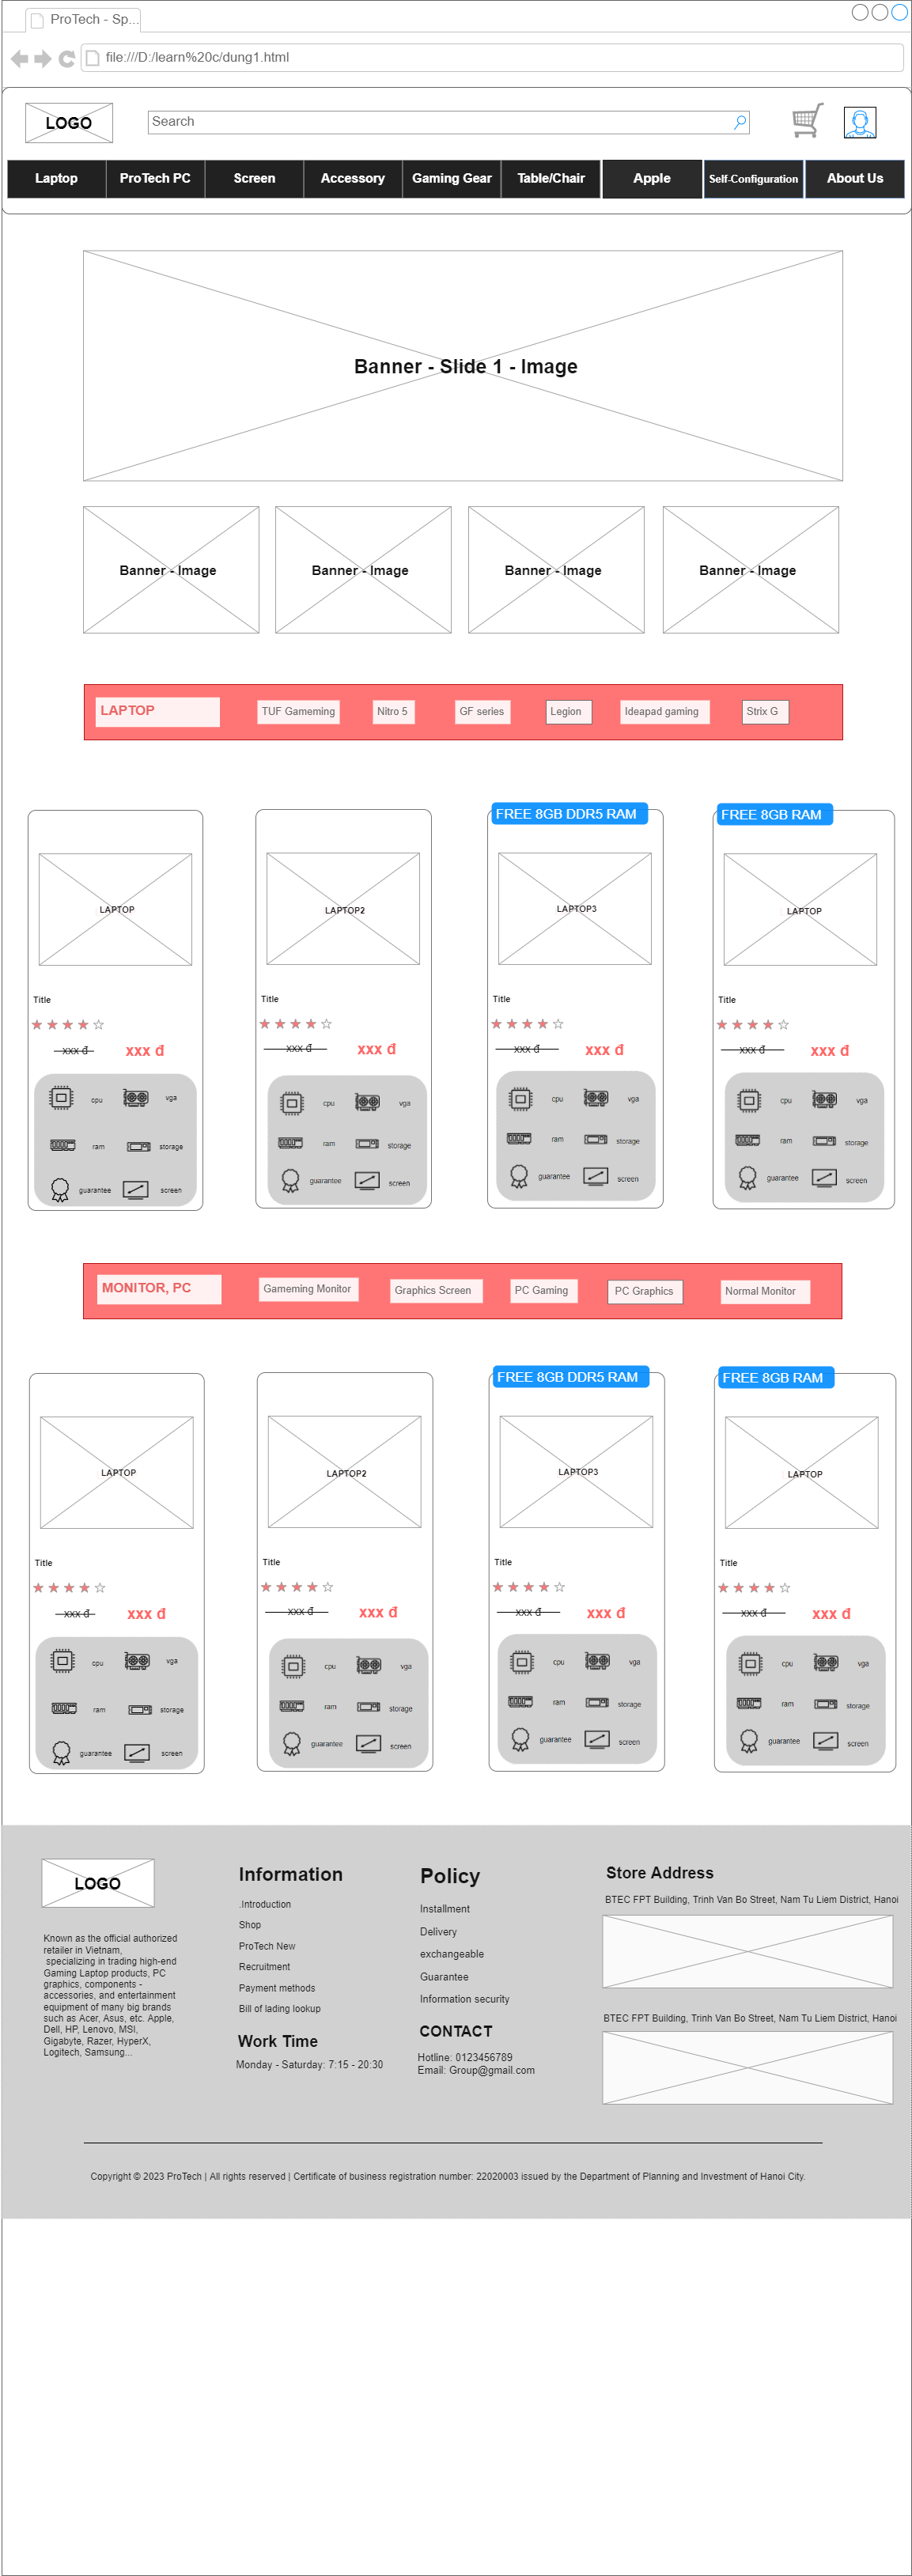 ProTech - Sp...
file:///D:/learn%20c/dung1.html
LOGO
Search
Laptop
ProTech PC
Screen
Accessory
Gaming Gear
Table/Chair
Apple
Self-Configuration
About Us
Banner - Slide 1 - Image
Banner - Image
Banner - Image
Banner - Image
Banner - Image
LAPTOP
TUF Gameming
Nitro 5
GF series
Legion
Ideapad gaming
Strix G
FREE 8GB DDR5 RAM
FREE 8GB RAM
LAPTOP
LAPTOP2
LAPTOP3
LAPTOP
Title
Title
Title
Title
xxx đ xxx đ
xxx đ xxx đ
xxx đ xxx đ
xxx đ xxx đ
cpu vga
cpu vga
cpu vga
cpu vga
ram storage
ram storage
ram storage
ram storage
guarantee screen
guarantee screen
guarantee screen
guarantee screen
MONITOR, PC
Gameming Monitor
Graphics Screen
PC Gaming
PC Graphics
Normal Monitor
FREE 8GB DDR5 RAM
FREE 8GB RAM
LAPTOP
LAPTOP2
LAPTOP3
LAPTOP
Title
Title
Title
Title
xxx đ xxx đ
xxx đ xxx đ
xxx đ xxx đ
xxx đ xxx đ
cpu vga
cpu vga
cpu vga
cpu vga
ram storage
ram storage
ram storage
ram storage
guarantee screen
guarantee screen
guarantee screen
guarantee screen
LOGO
Known as the official authorized
retailer in Vietnam,
specializing in trading high-end
Gaming Laptop products, PC
graphics, components -
accessories, and entertainment
equipment of many big brands
such as Acer, Asus, etc. Apple,
Dell, HP, Lenovo, MSI,
Gigabyte, Razer, HyperX,
Logitech, Samsung...
Information
.Introduction
Shop
ProTech New
Recruitment
Payment methods
Bill of lading lookup
Work Time
Monday - Saturday: 7:15 - 20:30
Policy
Installment
Delivery
exchangeable
Guarantee
Information security
CONTACT
Hotline: 0123456789
Email: Group@gmail.com
Store Address
BTEC FPT Building, Trinh Van Bo Street, Nam Tu Liem District, Hanoi
BTEC FPT Building, Trinh Van Bo Street, Nam Tu Liem District, Hanoi
Copyright © 2023 ProTech | All rights reserved | Certificate of business registration number: 22020003 issued by the Department of Planning and Investment of Hanoi City.